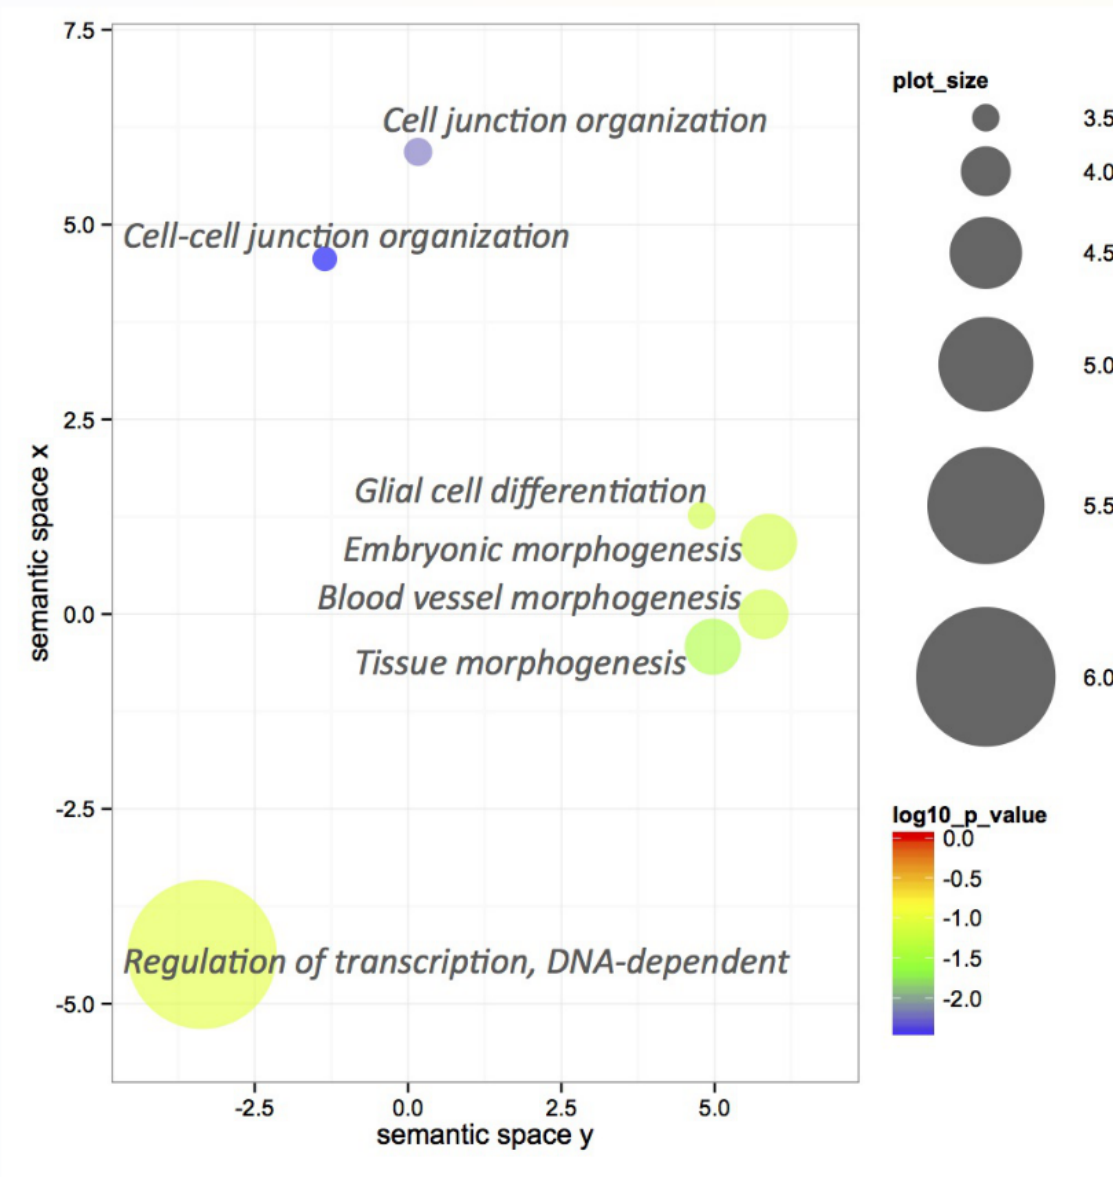 7.5
Cell junction organization
5.0
Cell-cell junction organization
2.5
Glial cell differentiation
Embryonic morphogenesis
Blood vessel morphogenesis
0.0
Tissue morphogenesis
-2.5
Regulation of transcription, DNA-dependent
-5.0
semantic space x
-2.5 0.0 2.5 5.0
semantic space y
plot_size
3.5
4.0
4.5
5.0
5.5
6.0
log10_p_value
0.0
-0.5
-1.0
-1.5
-2.0